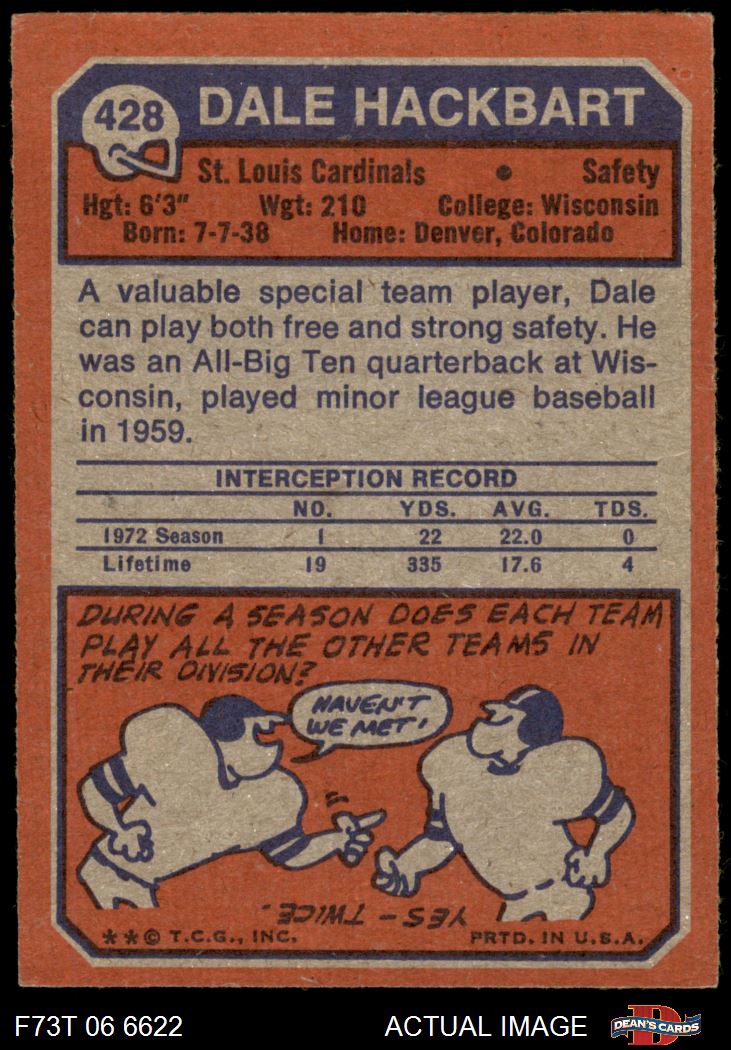 428 DALE HACKBART
St. Louis Cardinals • Safety
Hgt: 6'3" Wgt: 210 College: Wisconsin
Born: 7-7-38 Home: Denver, Colorado
A valuable special team player, Dale
can play both free and strong safety. He
was an All-Big Ten quarterback at Wis-
consin, played minor league baseball
in 1959.
INTERCEPTION RECORD
NO. YDS. AVG. TDS.
1972 Season 1 22 22.0 0
Lifetime 19 335 17.6 4
DURING A SEASON DOES EACH TEAM
PLAY ALL THE OTHER TEAMS IN
THEIR DIVISION?
HAVEN'T
WE MET!
YES - TWICE.
** © T.C.G., INC. PRTD. IN U.S.A.
F73T 06 6622 ACTUAL IMAGE DEAN'S CARDS